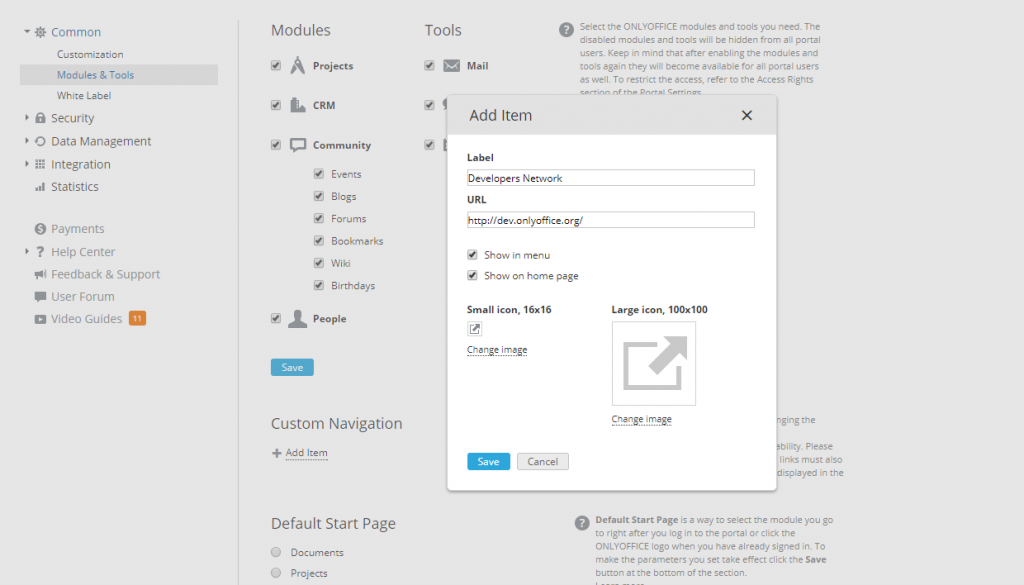 Common
Customization
Modules & Tools
White Label
Security
Data Management
Integration
Statistics
Payments
Help Center
Feedback & Support
User Forum
Video Guides 11
Modules
Projects
CRM
Community
Events
Blogs
Forums
Bookmarks
Wiki
Birthdays
People
Save
Tools
Mail
Select the ONLYOFFICE modules and tools you need. The
disabled modules and tools will be hidden from all portal
users. Keep in mind that after enabling the modules and
tools again they will become available for all portal users
as well. To restrict the access, refer to the Access Rights
section of the Portal Settings.
Add Item
Label
Developers Network
URL
http://dev.onlyoffice.org/
Show in menu
Show on home page
Small icon, 16x16
Change image
Large icon, 100x100
Change image
Save Cancel
Custom Navigation
Add Item
the
Please
links must also
displayed in the
Default Start Page
Documents
Projects
Default Start Page is a way to select the module you go
to right after you log in to the portal or click the
ONLYOFFICE logo when you have already signed in. To
make the parameters you set take effect click the Save
button at the bottom of the section.